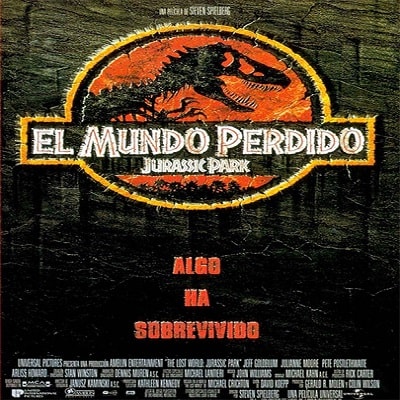 UNA PELICULA DE STEVEN SPIELBERG
EL MUNDO PERDIDO
JURASSIC PARK
ALGO
HA
SOBREVIVIDO
UNIVERSAL PICTURES PRESENTA UNA PRODUCCIÓN AMBLIN ENTERTAINMENT "THE LOST WORLD: JURASSIC PARK" JEFF GOLDBLUM JULIANNE MOORE PETE POSTLETHWAITE
ARLISS HOWARD STAN WINSTON DENNIS MUREN A.S.C. MICHAEL LANTIERI JOHN WILLIAMS MICHAEL KAHN A.C.E. RICK CARTER
JANUSZ KAMINSKI A.S.C. KATHLEEN KENNEDY MICHAEL CRICHTON DAVID KOEPP GERALD R. MOLEN Y COLIN WILSON
STEVEN SPIELBERG UNA PELÍCULA UNIVERSAL
UNIVERSAL